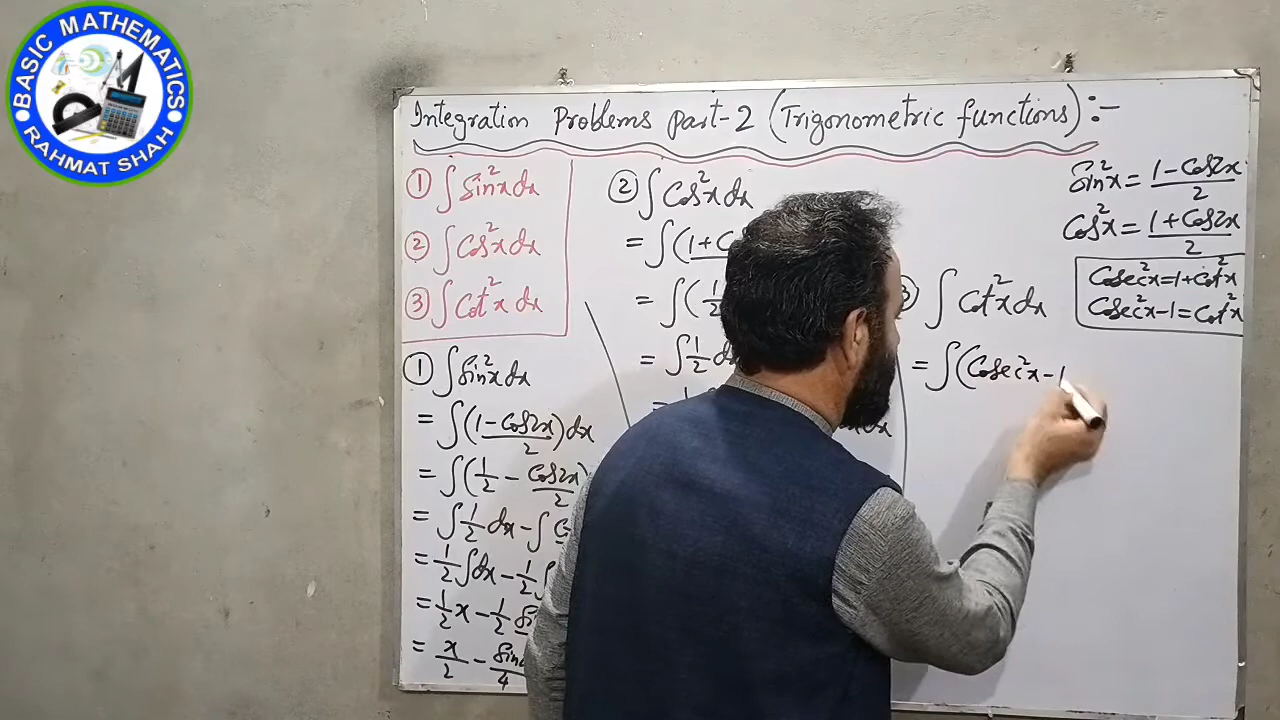 BASIC MATHEMATICS
RAHMAT SHAH
Integration Problems part-2 (Trigonometric functions):-
① ∫Sin²x dx
② ∫Cos²x dx
③ ∫Cot²x dx
① ∫Sin²x dx
= ∫(1-Cos2x/2)dx
= ∫(1/2 - Cos2x/2)
= ∫1/2 dx - ∫
= 1/2∫dx - 1/2∫
= 1/2 x - 1/2
= x/2 -
② ∫Cos²x dx
= ∫(1+
= ∫(1/2
= ∫1/2
③ ∫Cot²x dx
= ∫(Cosec²x-1
Sin²x = 1-Cos2x/2
Cos²x = 1+Cos2x/2
Cosec²x=1+Cot²x
Cosec²x-1=Cot²x